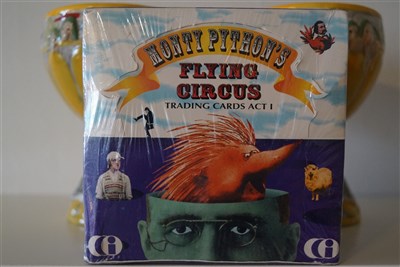 MONTY PYTHON'S
FLYING
CIRCUS
TRADING CARDS ACT I